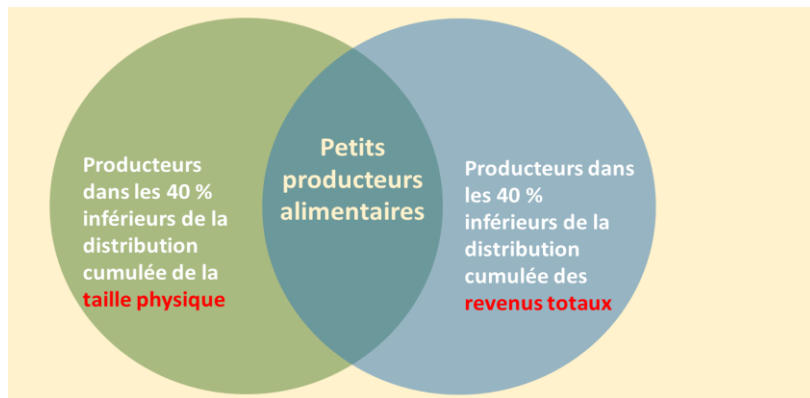 Producteurs
dans les 40 %
inférieurs de la
distribution
cumulée de la
taille physique
Petits
producteurs
alimentaires
Producteurs dans
les 40 %
inférieurs de la
distribution
cumulée des
revenus totaux